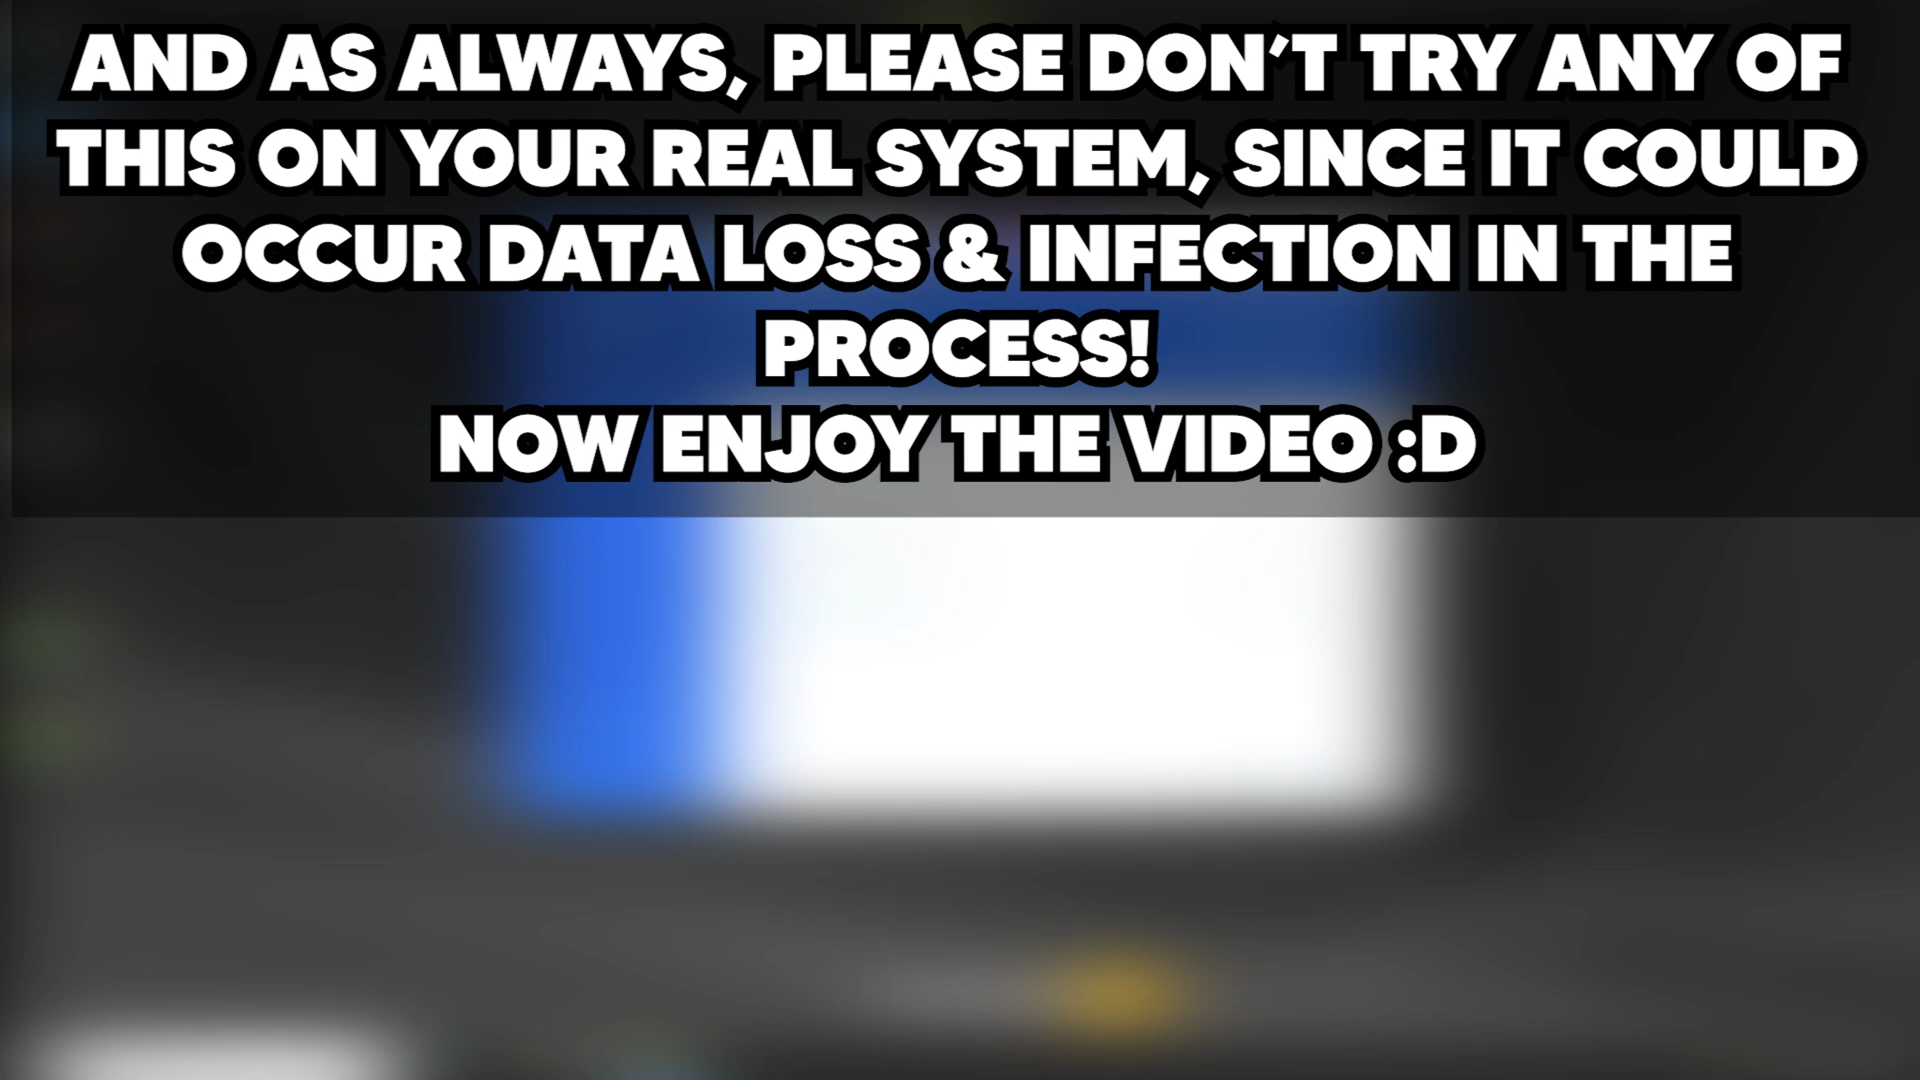 AND AS ALWAYS, PLEASE DON'T TRY ANY OF
THIS ON YOUR REAL SYSTEM, SINCE IT COULD
OCCUR DATA LOSS & INFECTION IN THE
PROCESS!
NOW ENJOY THE VIDEO :D